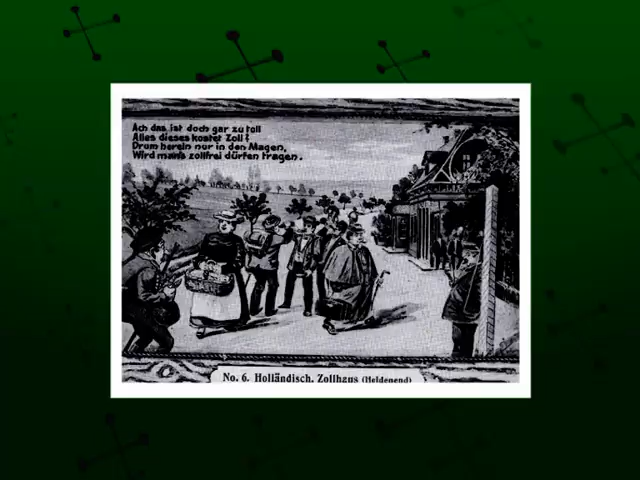 Ach das ist doch gar zu toll
Alles dieses kostet Zoll!
Drum herein nur in den Magen,
Wird man's zollfrei dürfen tragen.
No. 6. Holländisch. Zollhaus (Heldenend)